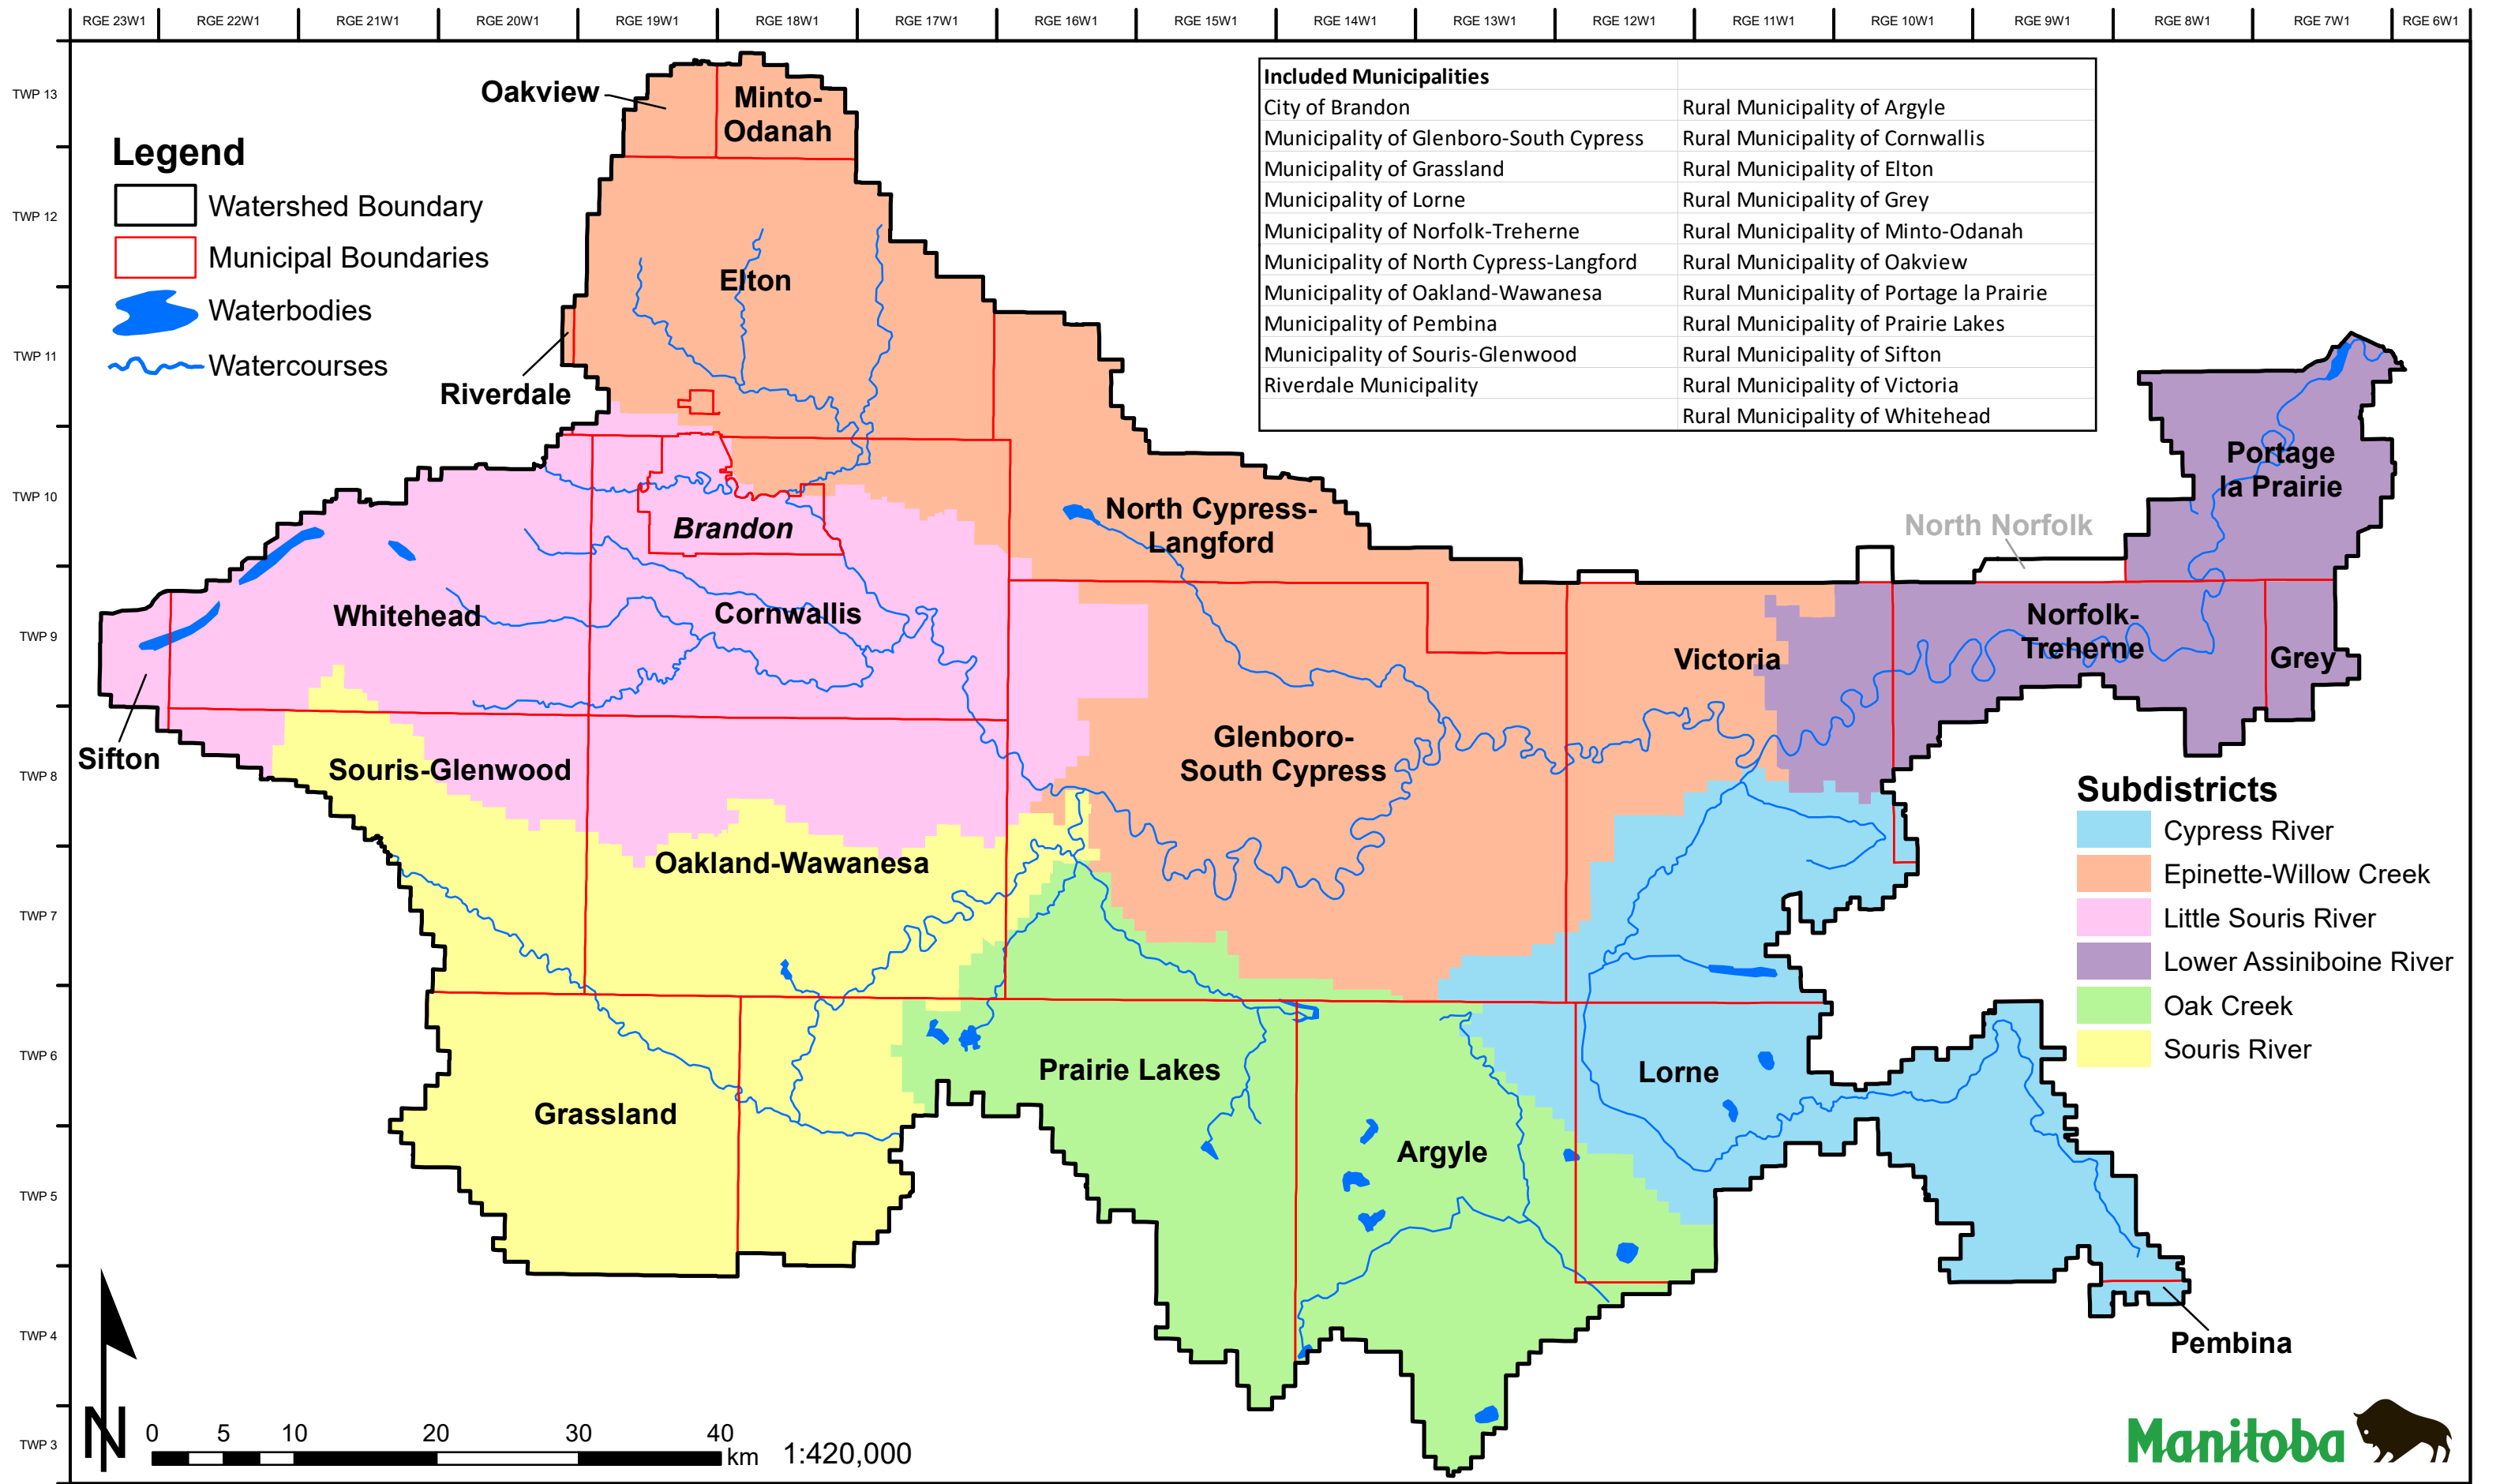 RGE 23W1 RGE 22W1 RGE 21W1 RGE 20W1 RGE 19W1 RGE 18W1 RGE 17W1 RGE 16W1 RGE 15W1 RGE 14W1 RGE 13W1 RGE 12W1 RGE 11W1 RGE 10W1 RGE 9W1 RGE 8W1 RGE 7W1 RGE 6W1
TWP 13
TWP 12
TWP 11
TWP 10
TWP 9
TWP 8
TWP 7
TWP 6
TWP 5
TWP 4
TWP 3
Legend
Watershed Boundary
Municipal Boundaries
Waterbodies
Watercourses
Included Municipalities
City of Brandon Rural Municipality of Argyle
Municipality of Glenboro-South Cypress Rural Municipality of Cornwallis
Municipality of Grassland Rural Municipality of Elton
Municipality of Lorne Rural Municipality of Grey
Municipality of Norfolk-Treherne Rural Municipality of Minto-Odanah
Municipality of North Cypress-Langford Rural Municipality of Oakview
Municipality of Oakland-Wawanesa Rural Municipality of Portage la Prairie
Municipality of Pembina Rural Municipality of Prairie Lakes
Municipality of Souris-Glenwood Rural Municipality of Sifton
Riverdale Municipality Rural Municipality of Victoria
Rural Municipality of Whitehead
Oakview
Minto-
Odanah
Elton
Riverdale
Portage
la Prairie
North Cypress-
Langford
North Norfolk
Brandon
Whitehead
Cornwallis
Norfolk-
Treherne
Victoria
Grey
Sifton
Souris-Glenwood
Glenboro-
South Cypress
Oakland-Wawanesa
Prairie Lakes
Lorne
Grassland
Argyle
Pembina
Subdistricts
Cypress River
Epinette-Willow Creek
Little Souris River
Lower Assiniboine River
Oak Creek
Souris River
N
0 5 10 20 30 40
km 1:420,000
Manitoba